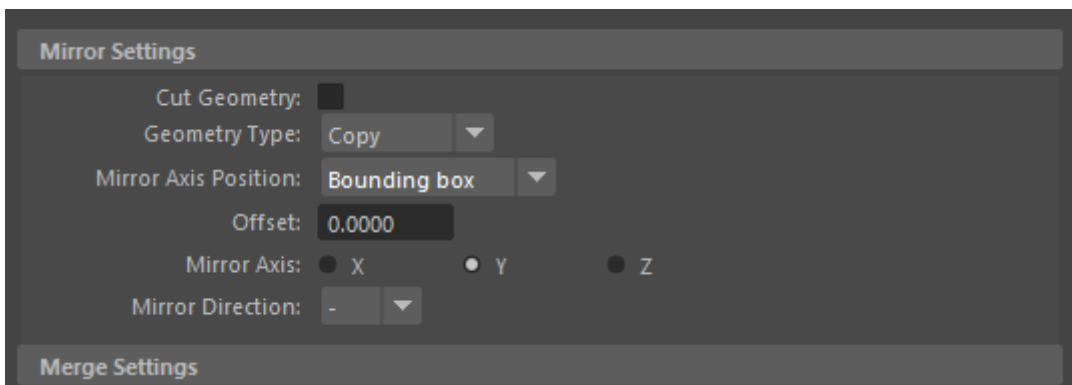 Mirror Settings
Cut Geometry:
Geometry Type: Copy
Mirror Axis Position: Bounding box
Offset: 0.0000
Mirror Axis: X Y Z
Mirror Direction: -
Merge Settings